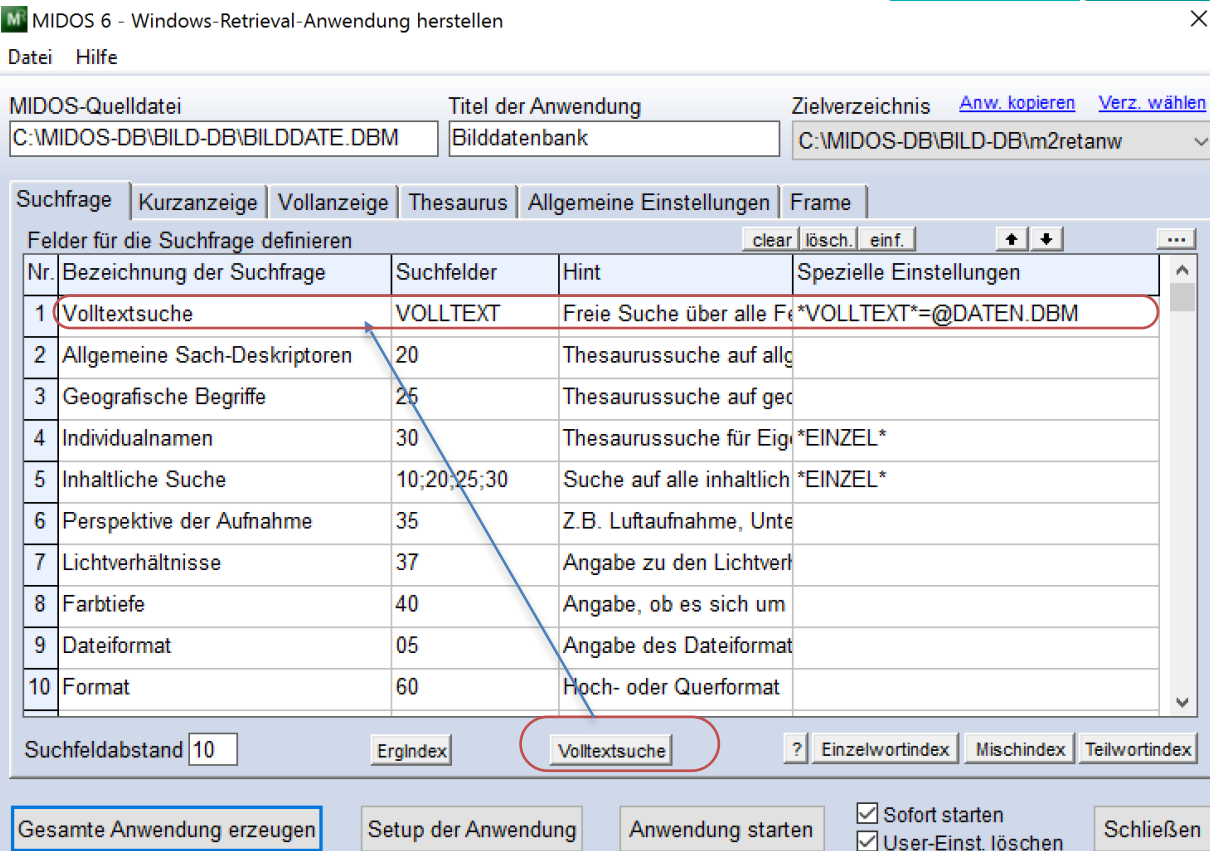 MIDOS 6 - Windows-Retrieval-Anwendung herstellen
Datei Hilfe
MIDOS-Quelldatei Titel der Anwendung Zielverzeichnis Anw. kopieren Verz. wählen
C:\MIDOS-DB\BILD-DB\BILDDATE.DBM Bilddatenbank C:\MIDOS-DB\BILD-DB\m2retanw
Suchfrage Kurzanzeige Vollanzeige Thesaurus Allgemeine Einstellungen Frame
Felder für die Suchfrage definieren clear lösch. einf. ...
Nr. Bezeichnung der Suchfrage Suchfelder Hint Spezielle Einstellungen
1 Volltextsuche VOLLTEXT Freie Suche über alle Fe *VOLLTEXT*=@DATEN.DBM
2 Allgemeine Sach-Deskriptoren 20 Thesaurussuche auf allg
3 Geografische Begriffe 25 Thesaurussuche auf geo
4 Individualnamen 30 Thesaurussuche für Eig *EINZEL*
5 Inhaltliche Suche 10;20;25;30 Suche auf alle inhaltlich *EINZEL*
6 Perspektive der Aufnahme 35 Z.B. Luftaufnahme, Unte
7 Lichtverhältnisse 37 Angabe zu den Lichtverh
8 Farbtiefe 40 Angabe, ob es sich um
9 Dateiformat 05 Angabe des Dateiformat
10 Format 60 Hoch- oder Querformat
Suchfeldabstand 10 ErgIndex Volltextsuche ? Einzelwortindex Mischindex Teilwortindex
Gesamte Anwendung erzeugen Setup der Anwendung Anwendung starten Sofort starten Schließen
User-Einst. löschen